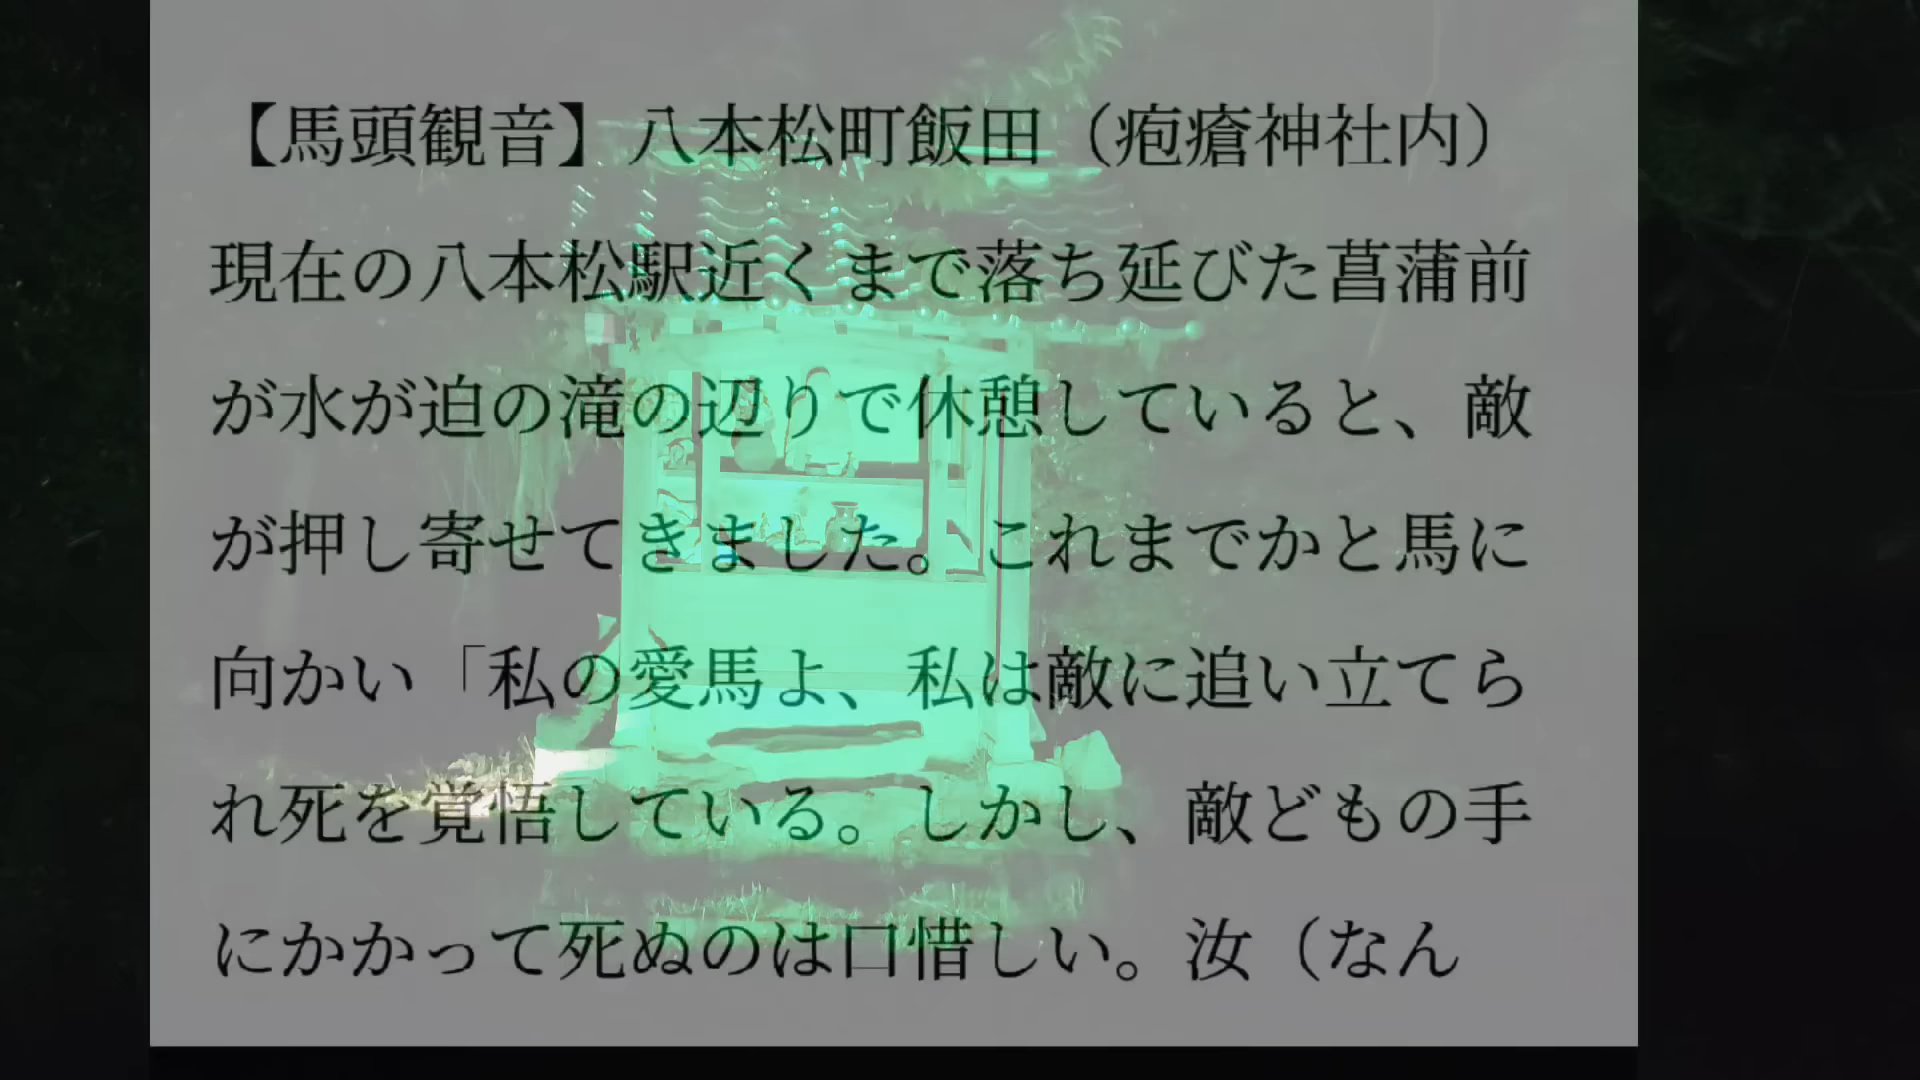 【馬頭観音】八本松町飯田（疱瘡神社内）
現在の八本松駅近くまで落ち延びた菖蒲前
が水が迫の滝の辺りで休憩していると、敵
が押し寄せてきました。これまでかと馬に
向かい「私の愛馬よ、私は敵に追い立てら
れ死を覚悟している。しかし、敵どもの手
にかかって死ぬのは口惜しい。汝（なん